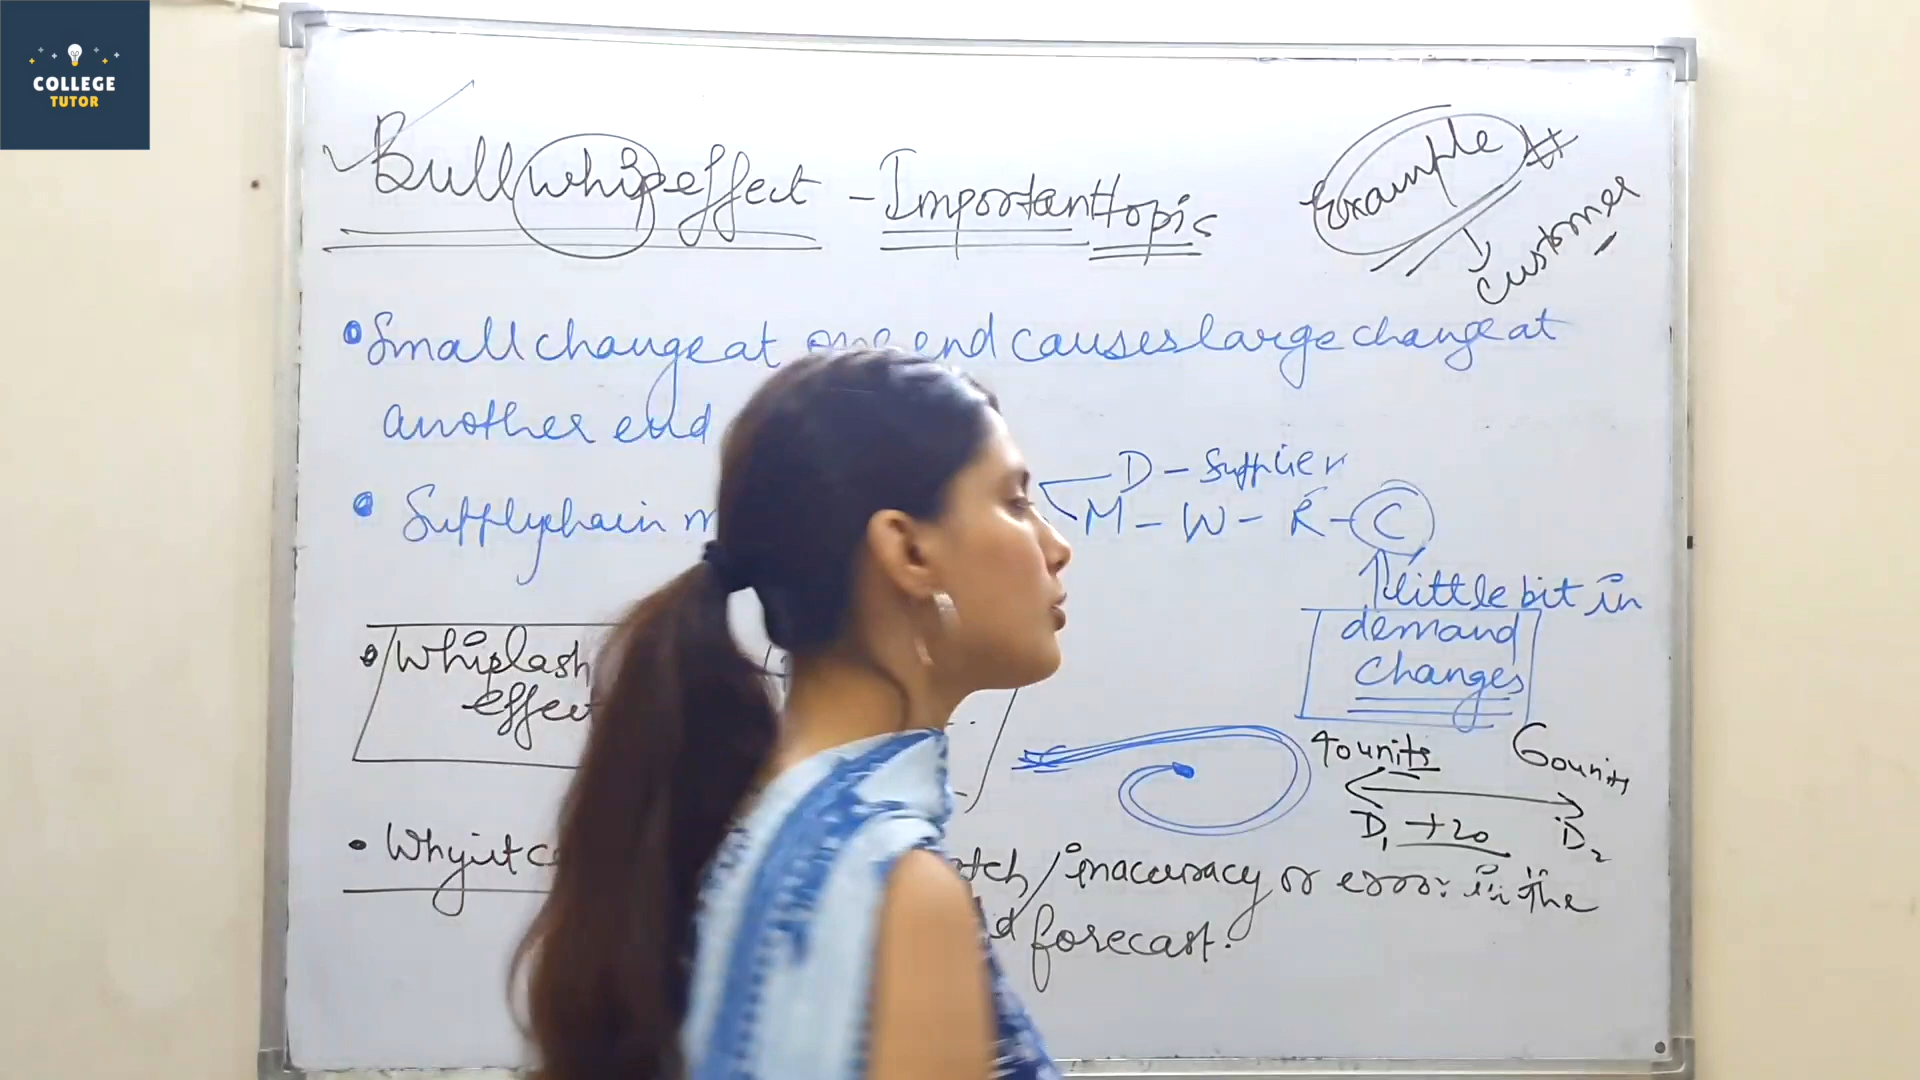 COLLEGE
TUTOR
Bullwhip effect - Important topic
Example
Customer
Small change at one end causes large change at
another end
D - Supplier
Supplychain
M - W - R - C
little bit in
demand
changes
Whiplash
effect
40 units
60 units
D1 +20 D2
Why it
/inaccuracy or error in the
forecast.